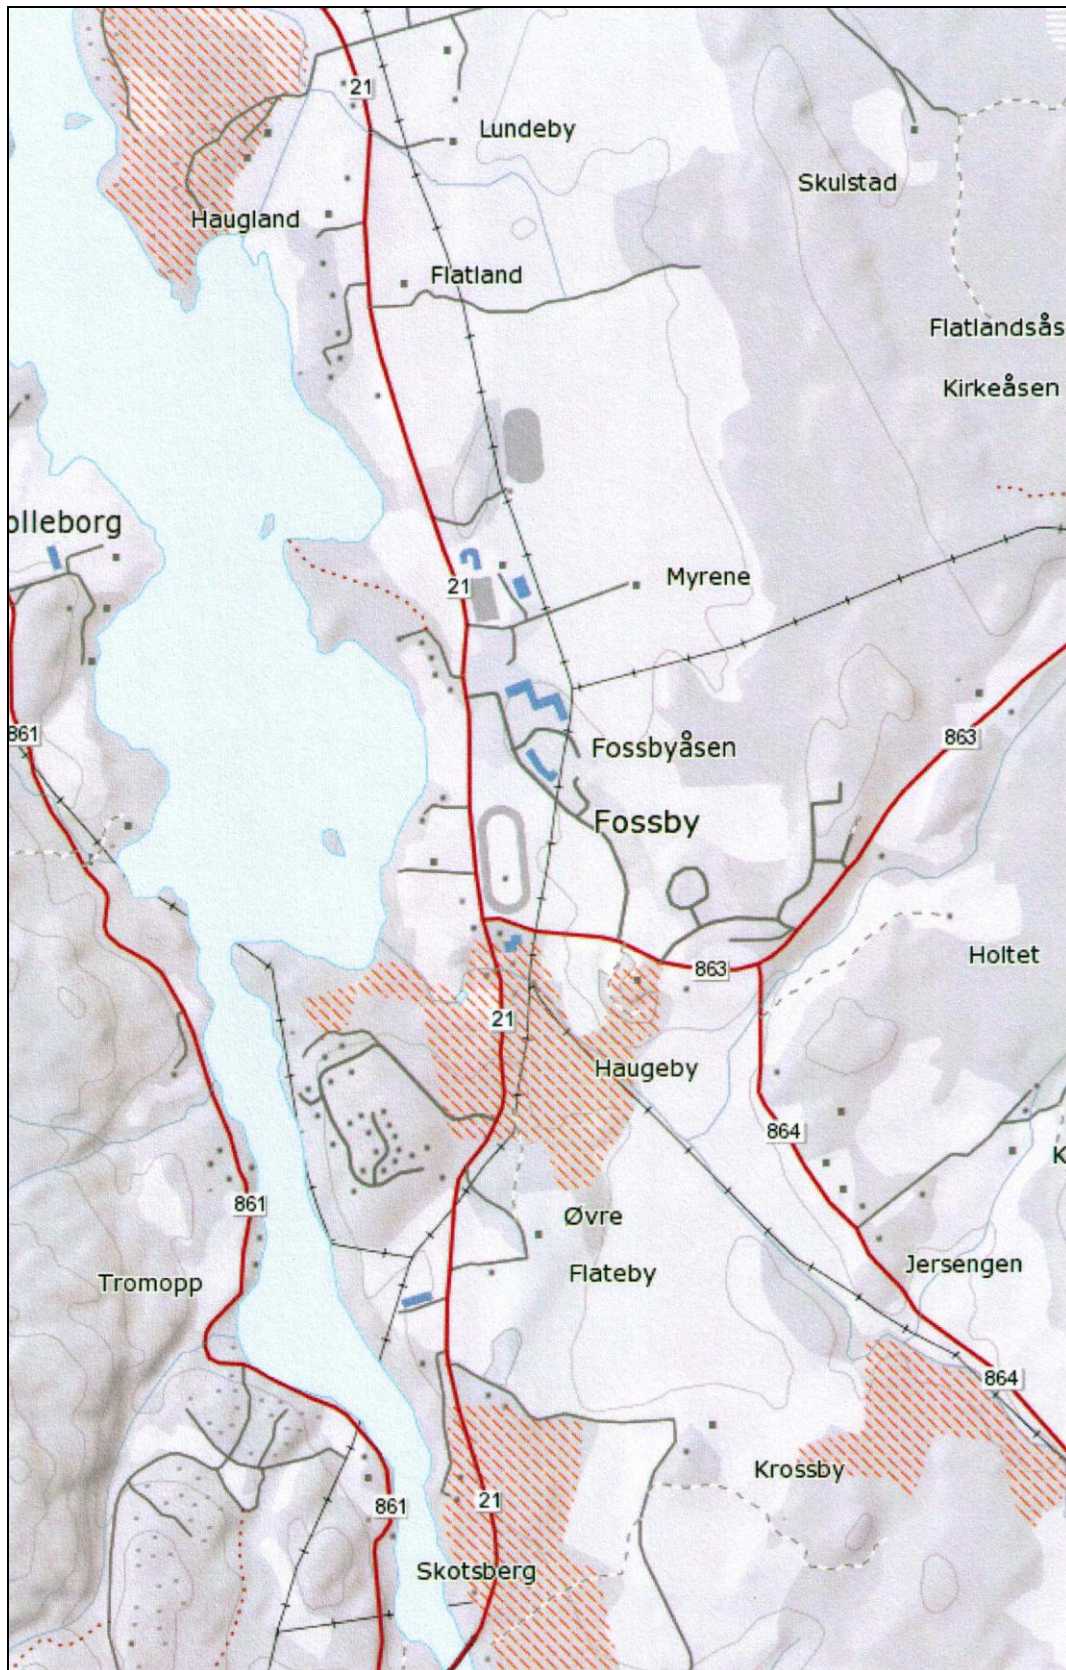 21
Lundeby
Skulstad
Haugland
Flatland
Flatlandsås
Kirkeåsen
olleborg
21
Myrene
861
Fossbyåsen
863
Fossby
Holtet
863
21
Haugeby
864
K
861
Øvre
Flateby
Jersengen
Tromopp
864
Krossby
861
21
Skotsberg